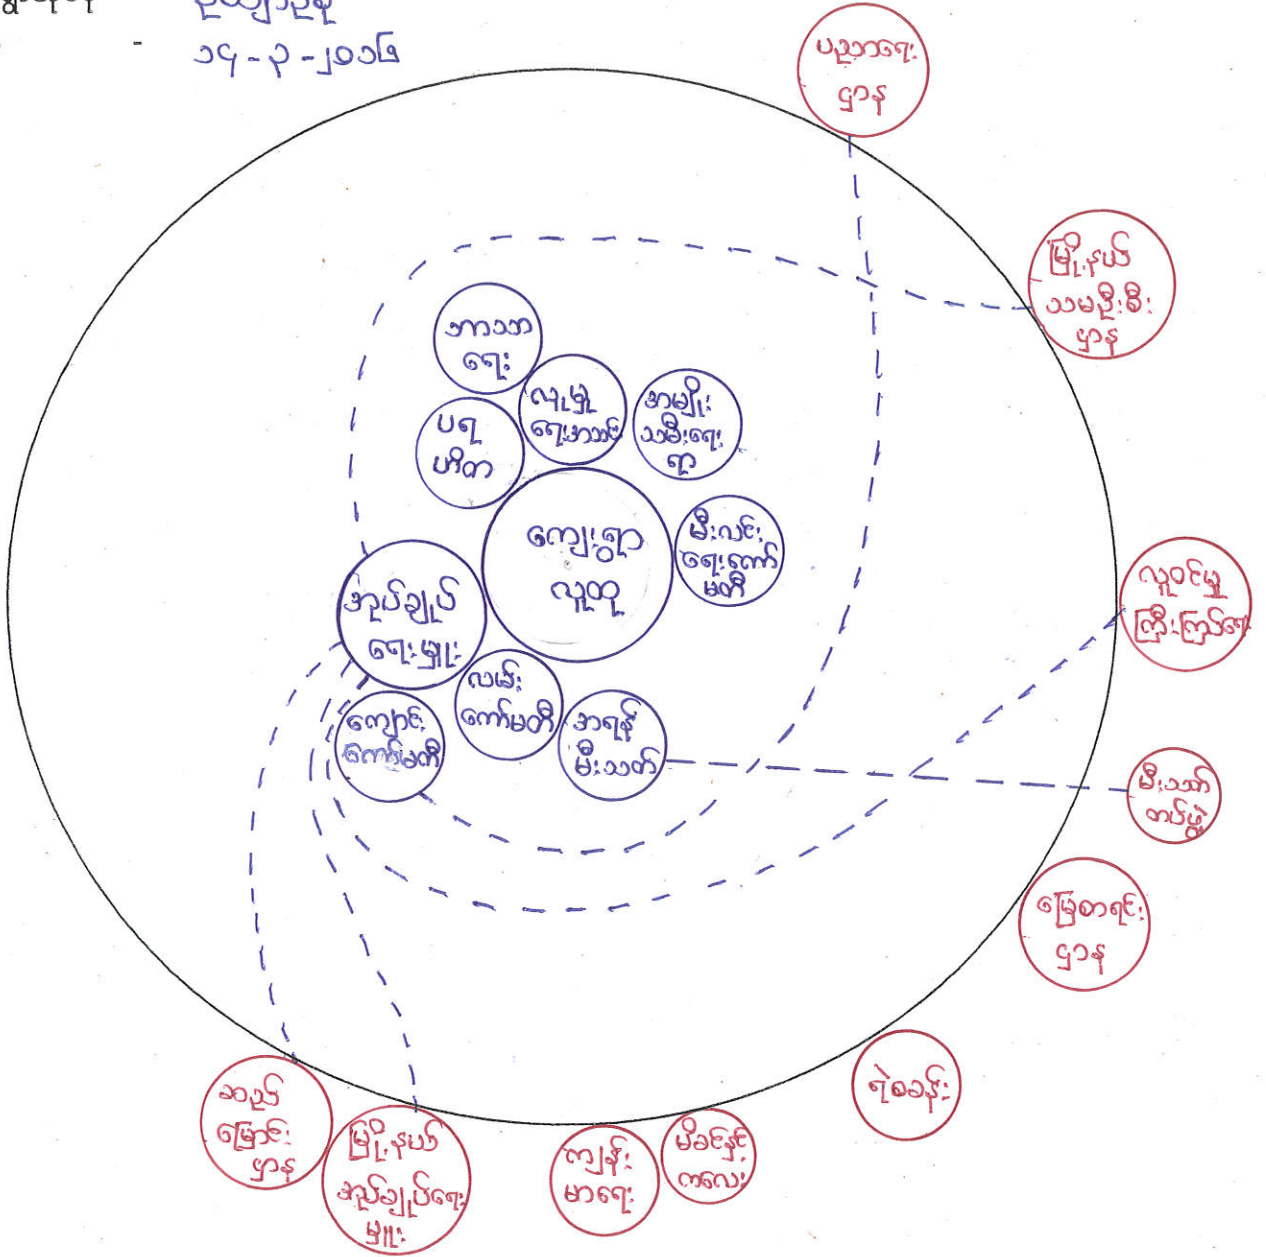 ဥယျာဉ်စု
-
၁၄-၃-၂၀၁၆
ပညာရေး
ဌာန
မြို့နယ်
သမဦးစီး
ဌာန
ဘာသာ
ရေး
လူမှု
ရေးအသင်း
အမျိုး
သမီးရေး
ရာ
ပရ
ဟိတ
ကျေးရွာ
လူထု
မီးလင်း
ရေးကော်
မတီ
အုပ်ချုပ်
ရေးမှူး
လမ်း
ကော်မတီ
ကျောင်း
ကော်မတီ
အရန်
မီးသတ်
လူဝင်မှု
ကြီးကြပ်ရေး
မီးသတ်
တပ်ဖွဲ့
မြေစာရင်း
ဌာန
ရဲစခန်း
ဆည်
မြောင်း
ဌာန
မြို့နယ်
အုပ်ချုပ်ရေး
မှူး
ကျန်း
မာရေး
မိခင်နှင့်
ကလေး